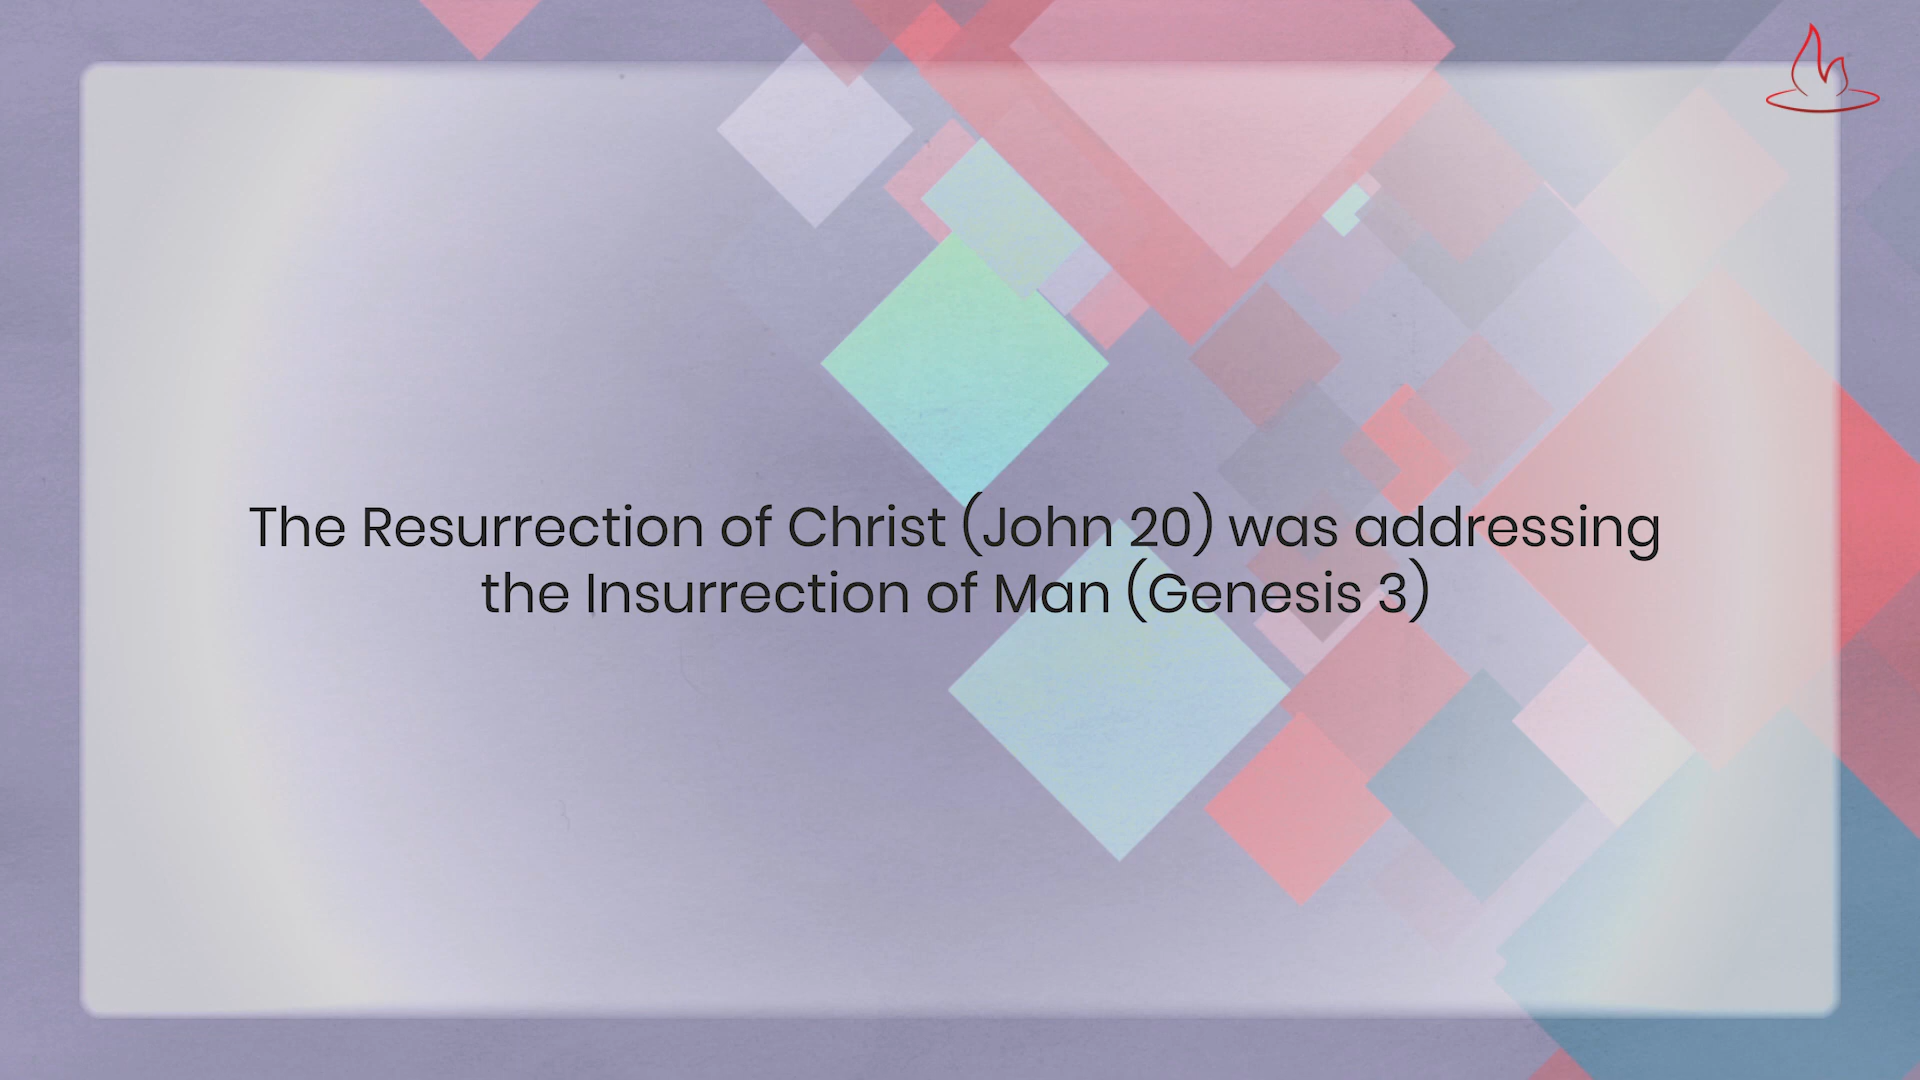 The Resurrection of Christ (John 20) was addressing
the Insurrection of Man (Genesis 3)